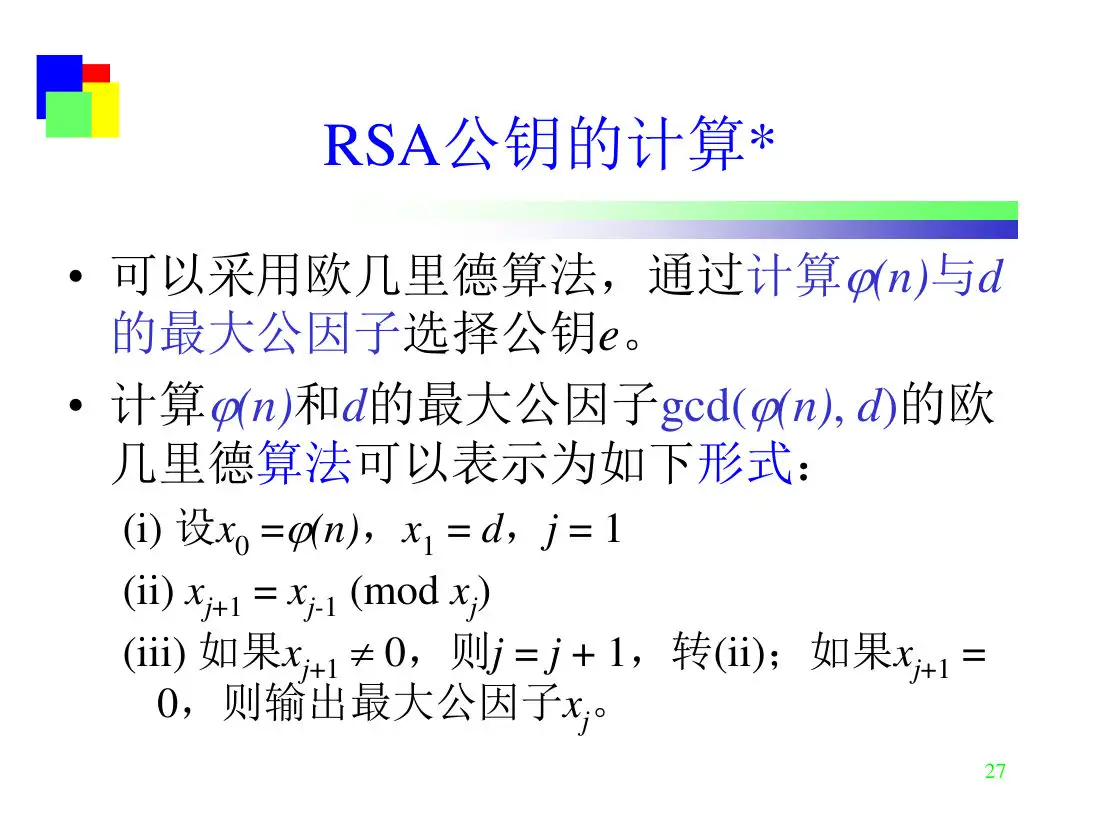 RSA公钥的计算*
• 可以采用欧几里德算法，通过计算φ(n)与d
的最大公因子选择公钥e。
• 计算φ(n)和d的最大公因子gcd(φ(n), d)的欧
几里德算法可以表示为如下形式：
(i) 设x0 =φ(n)，x1 = d，j = 1
(ii) xj+1 = xj-1 (mod xj)
(iii) 如果xj+1 ≠ 0，则j = j + 1，转(ii)；如果xj+1 =
0，则输出最大公因子xj。
27